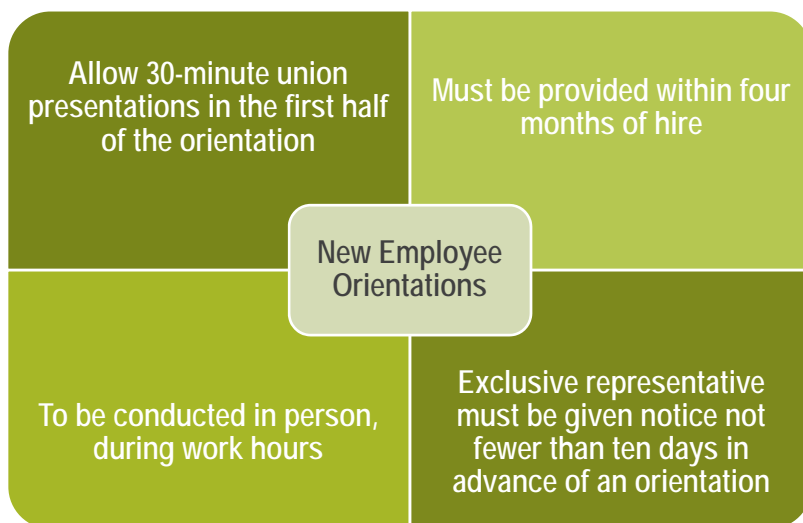 Allow 30-minute union
presentations in the first half
of the orientation
Must be provided within four
months of hire
New Employee
Orientations
To be conducted in person,
during work hours
Exclusive representative
must be given notice not
fewer than ten days in
advance of an orientation